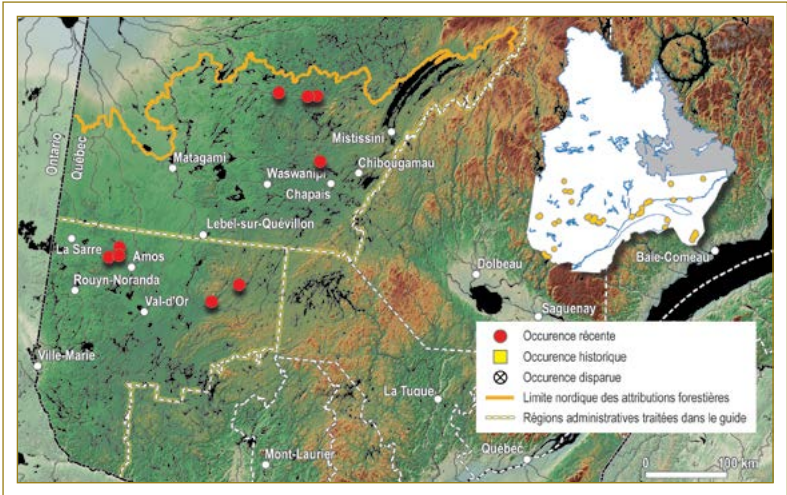 Ontario
Québec
Matagami
Mistissini
Waswanipi
Chibougamau
Chapais
Lebel-sur-Quévillon
La Sarre
Amos
Rouyn-Noranda
Val-d'Or
Ville-Marie
Mont-Laurier
Dolbeau
Saguenay
Baie-Comeau
La Tuque
Québec
Occurence récente
Occurence historique
Occurence disparue
Limite nordique des attributions forestières
Régions administratives traitées dans le guide
0 100 km